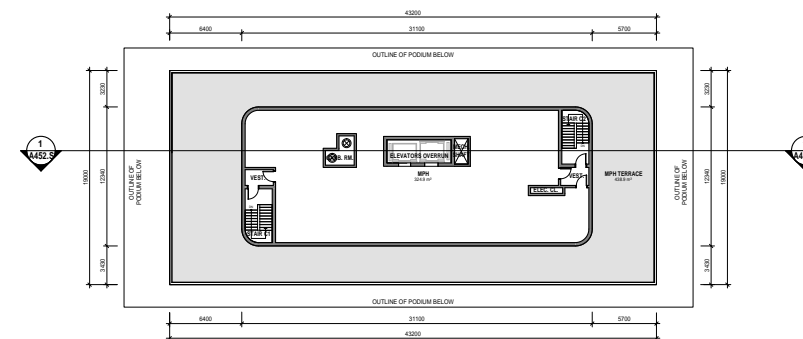 43200
6400
31100
5700
OUTLINE OF PODIUM BELOW
3230
12340
3430
19000
OUTLINE OF
PODIUM BELOW
1
A452.S
STAIR C2
ELEVATORS OVERRUN
MPH
VEST.
VEST.
ELEC. CL.
STAIR C1
MPH TERRACE
OUTLINE OF
PODIUM BELOW
3230
12340
3430
19000
OUTLINE OF PODIUM BELOW
6400
31100
5700
43200